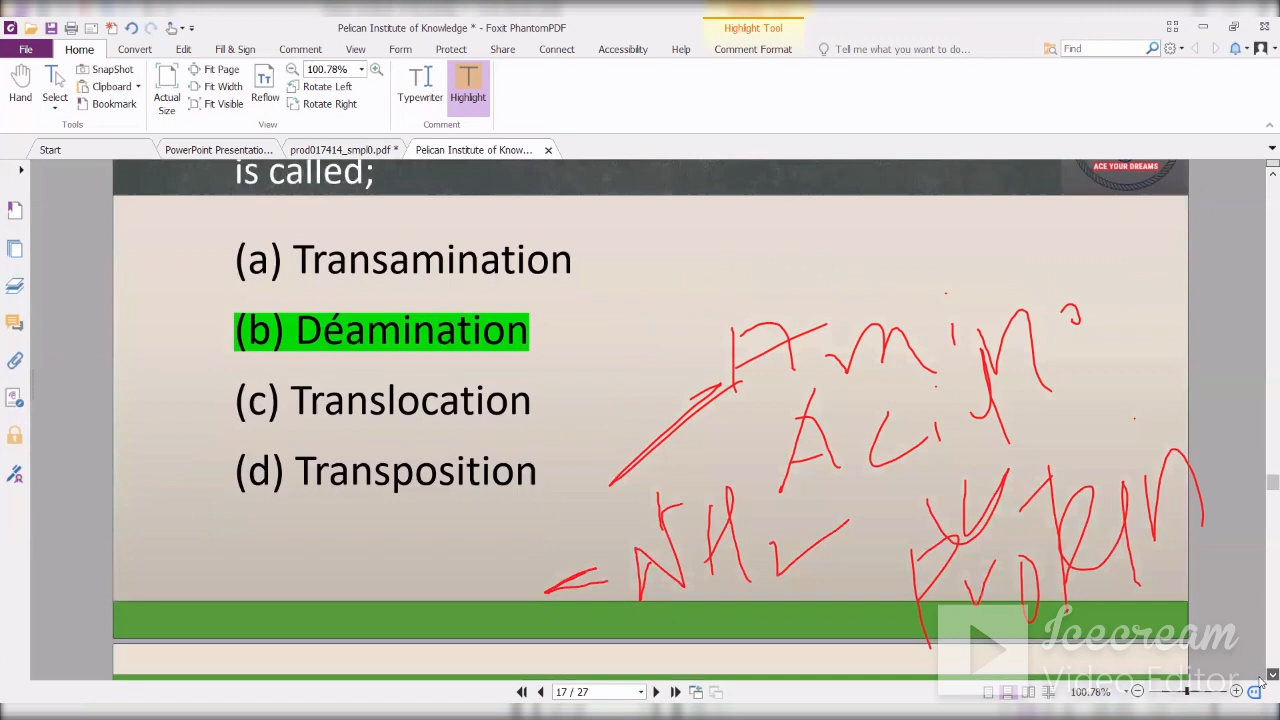 Pelican Institute of Knowledge * - Foxit PhantomPDF
Highlight Tool
File Home Convert Edit Fill & Sign Comment View Form Protect Share Connect Accessibility Help Comment Format Tell me what you want to do... Find
Hand
Select
SnapShot
Clipboard
Bookmark
Tools
Actual Size
Fit Page
Fit Width
Fit Visible
Reflow
100.78%
Rotate Left
Rotate Right
View
Typewriter
Highlight
Comment
Start PowerPoint Presentatio... prod017414_smpl0.pdf * Pelican Institute of Know...
is called;
ACE YOUR DREAMS
(a) Transamination
(b) Déamination
(c) Translocation
(d) Transposition
Amino
Acid
NH2
Protein
Icecream
Video Editor
17 / 27
100.78%